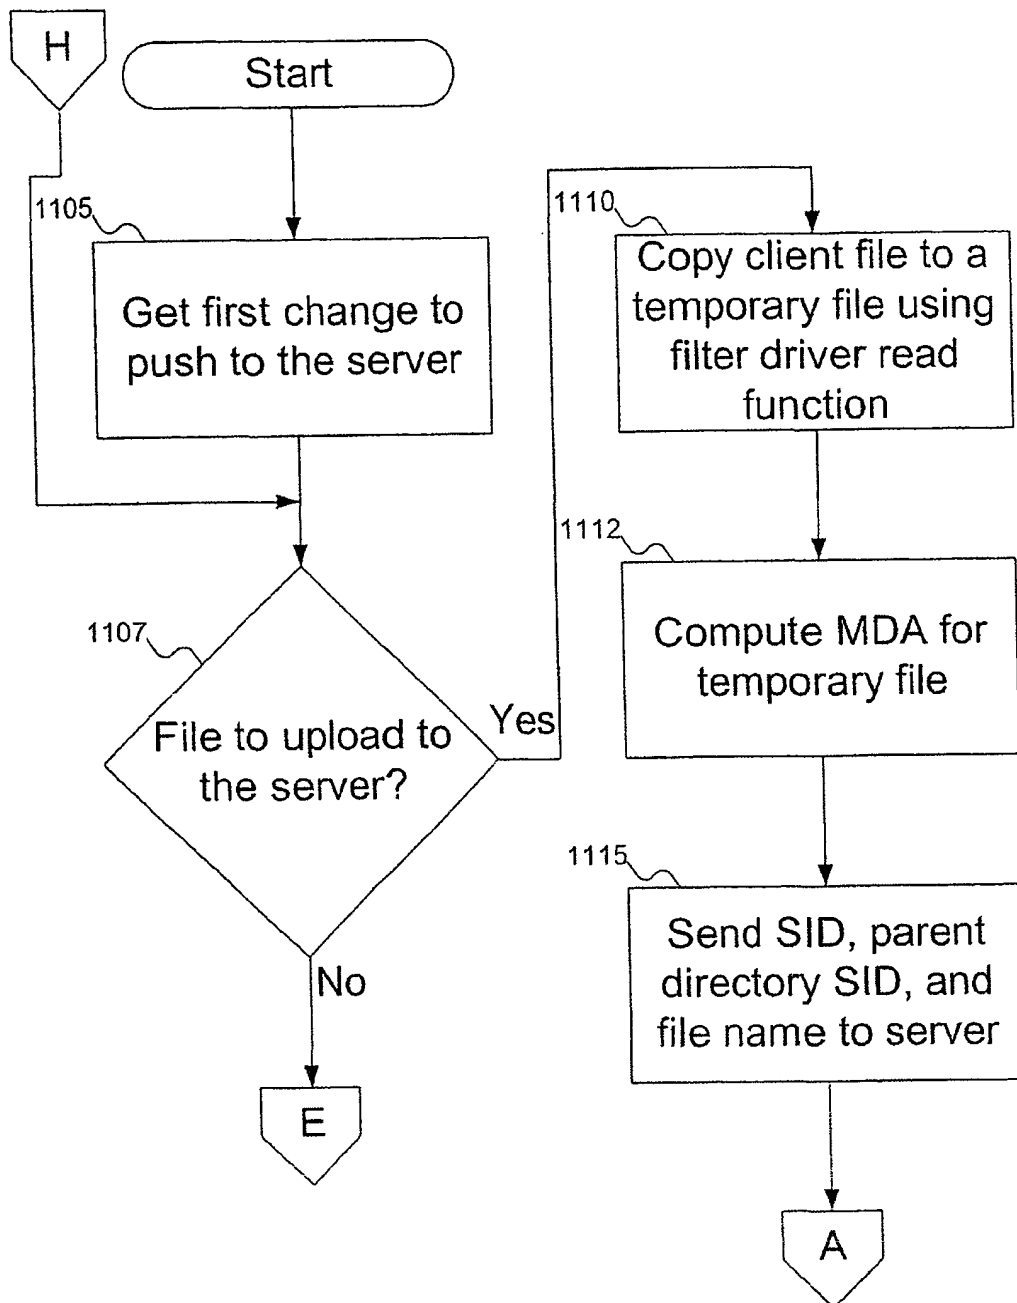 H
Start
1105
Get first change to
push to the server
1107
File to upload to
the server?
Yes
No
E
1110
Copy client file to a
temporary file using
filter driver read
function
1112
Compute MDA for
temporary file
1115
Send SID, parent
directory SID, and
file name to server
A